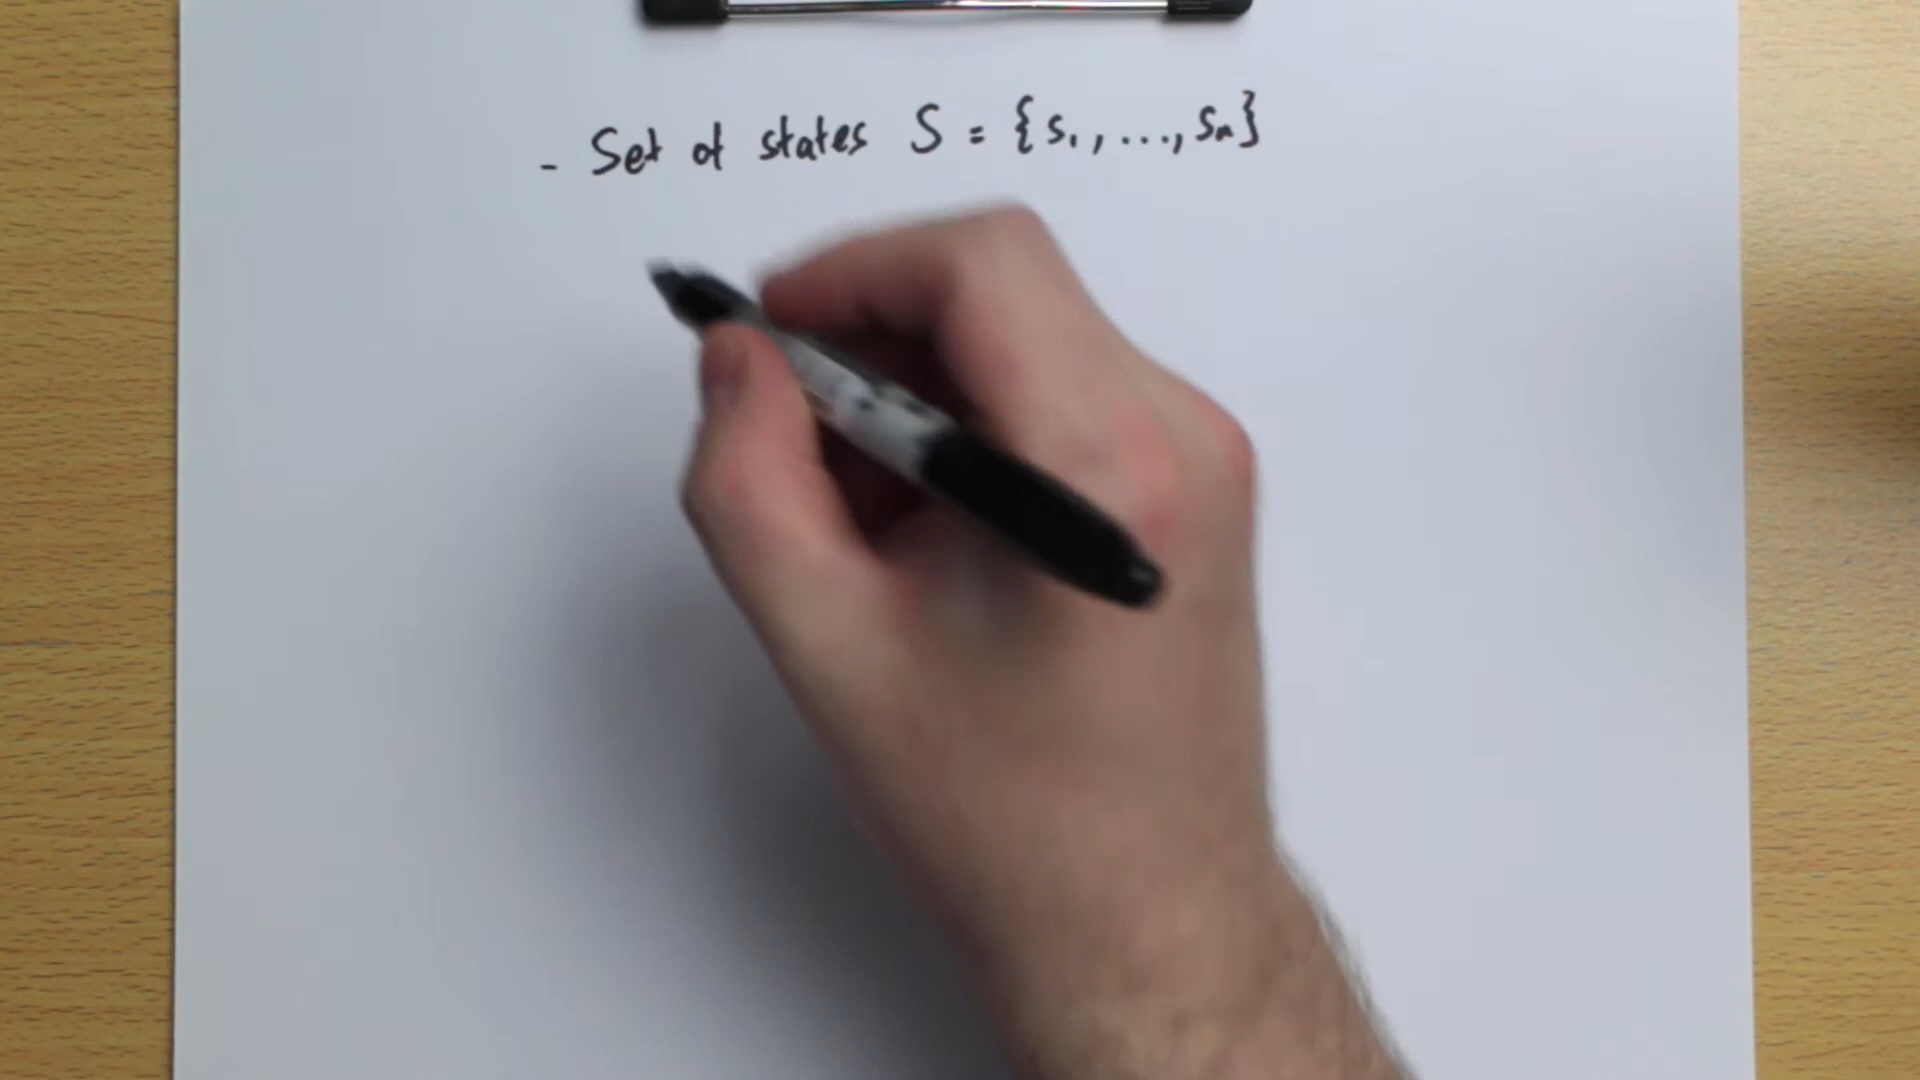 - Set of states S = {s₁, ..., sₙ}